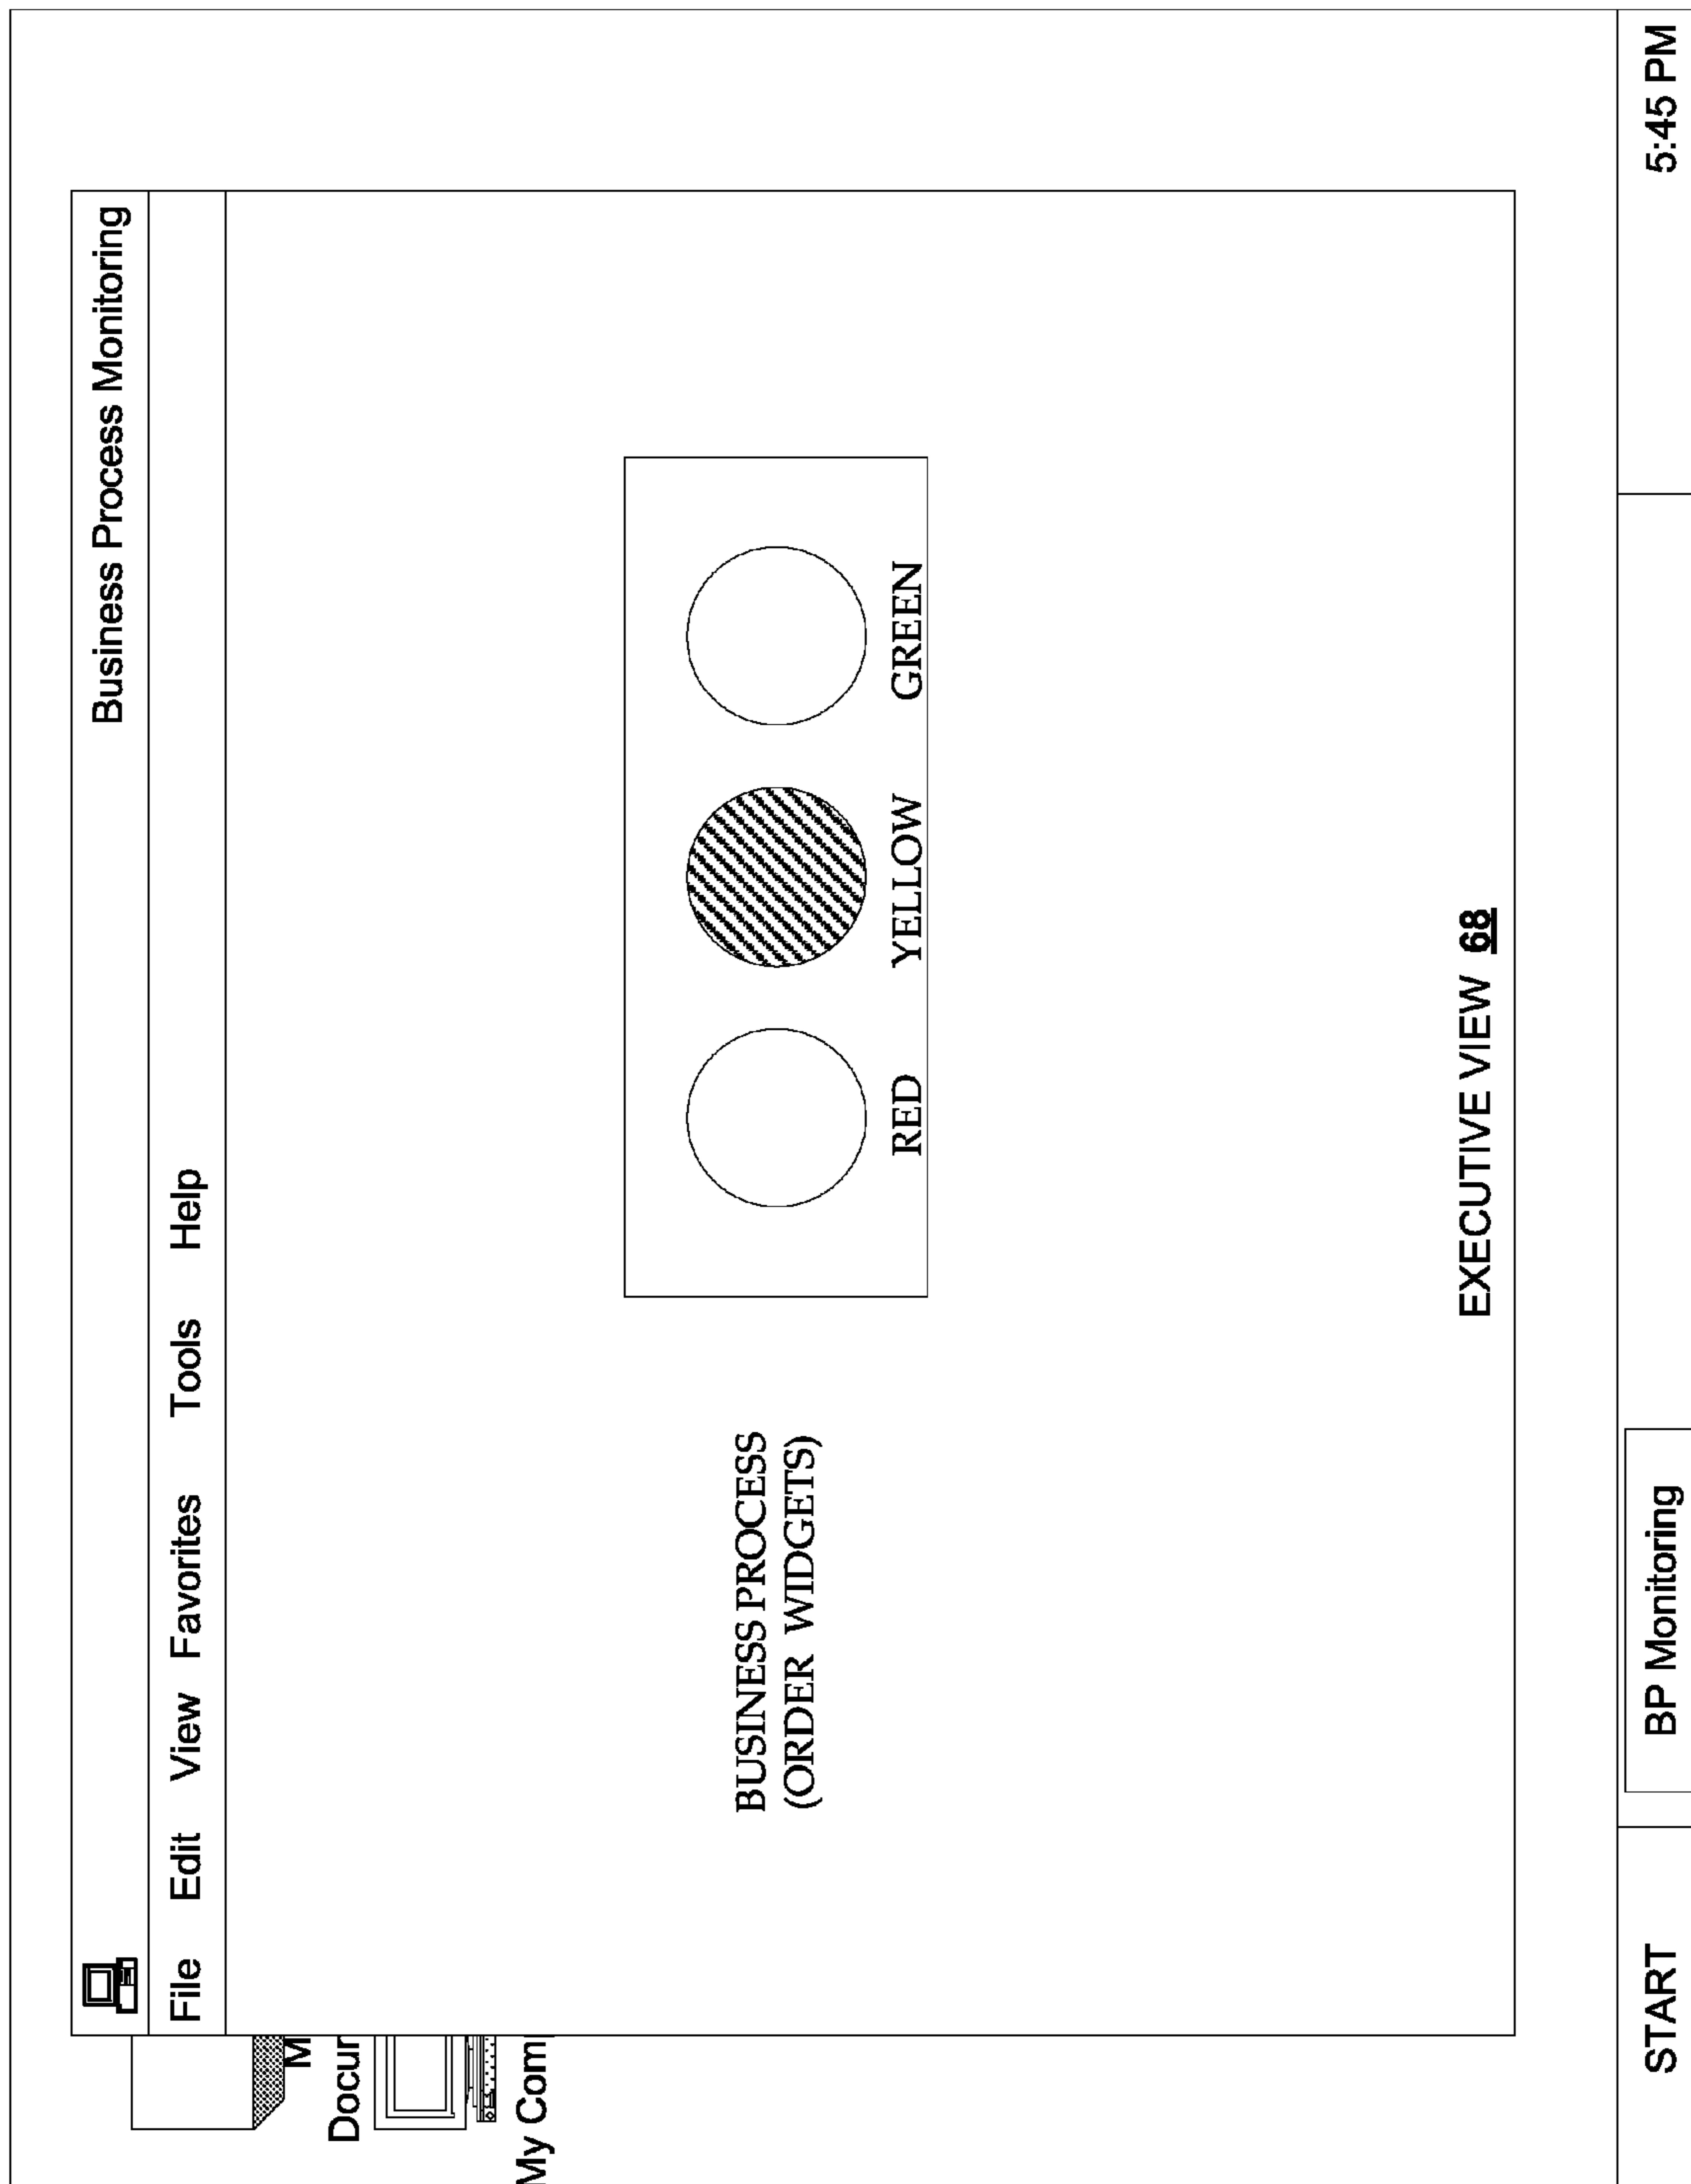 Business Process Monitoring
File Edit View Favorites Tools Help
M
Docur
My Com
BUSINESS PROCESS
(ORDER WIDGETS)
RED YELLOW GREEN
EXECUTIVE VIEW 68
START BP Monitoring 5:45 PM